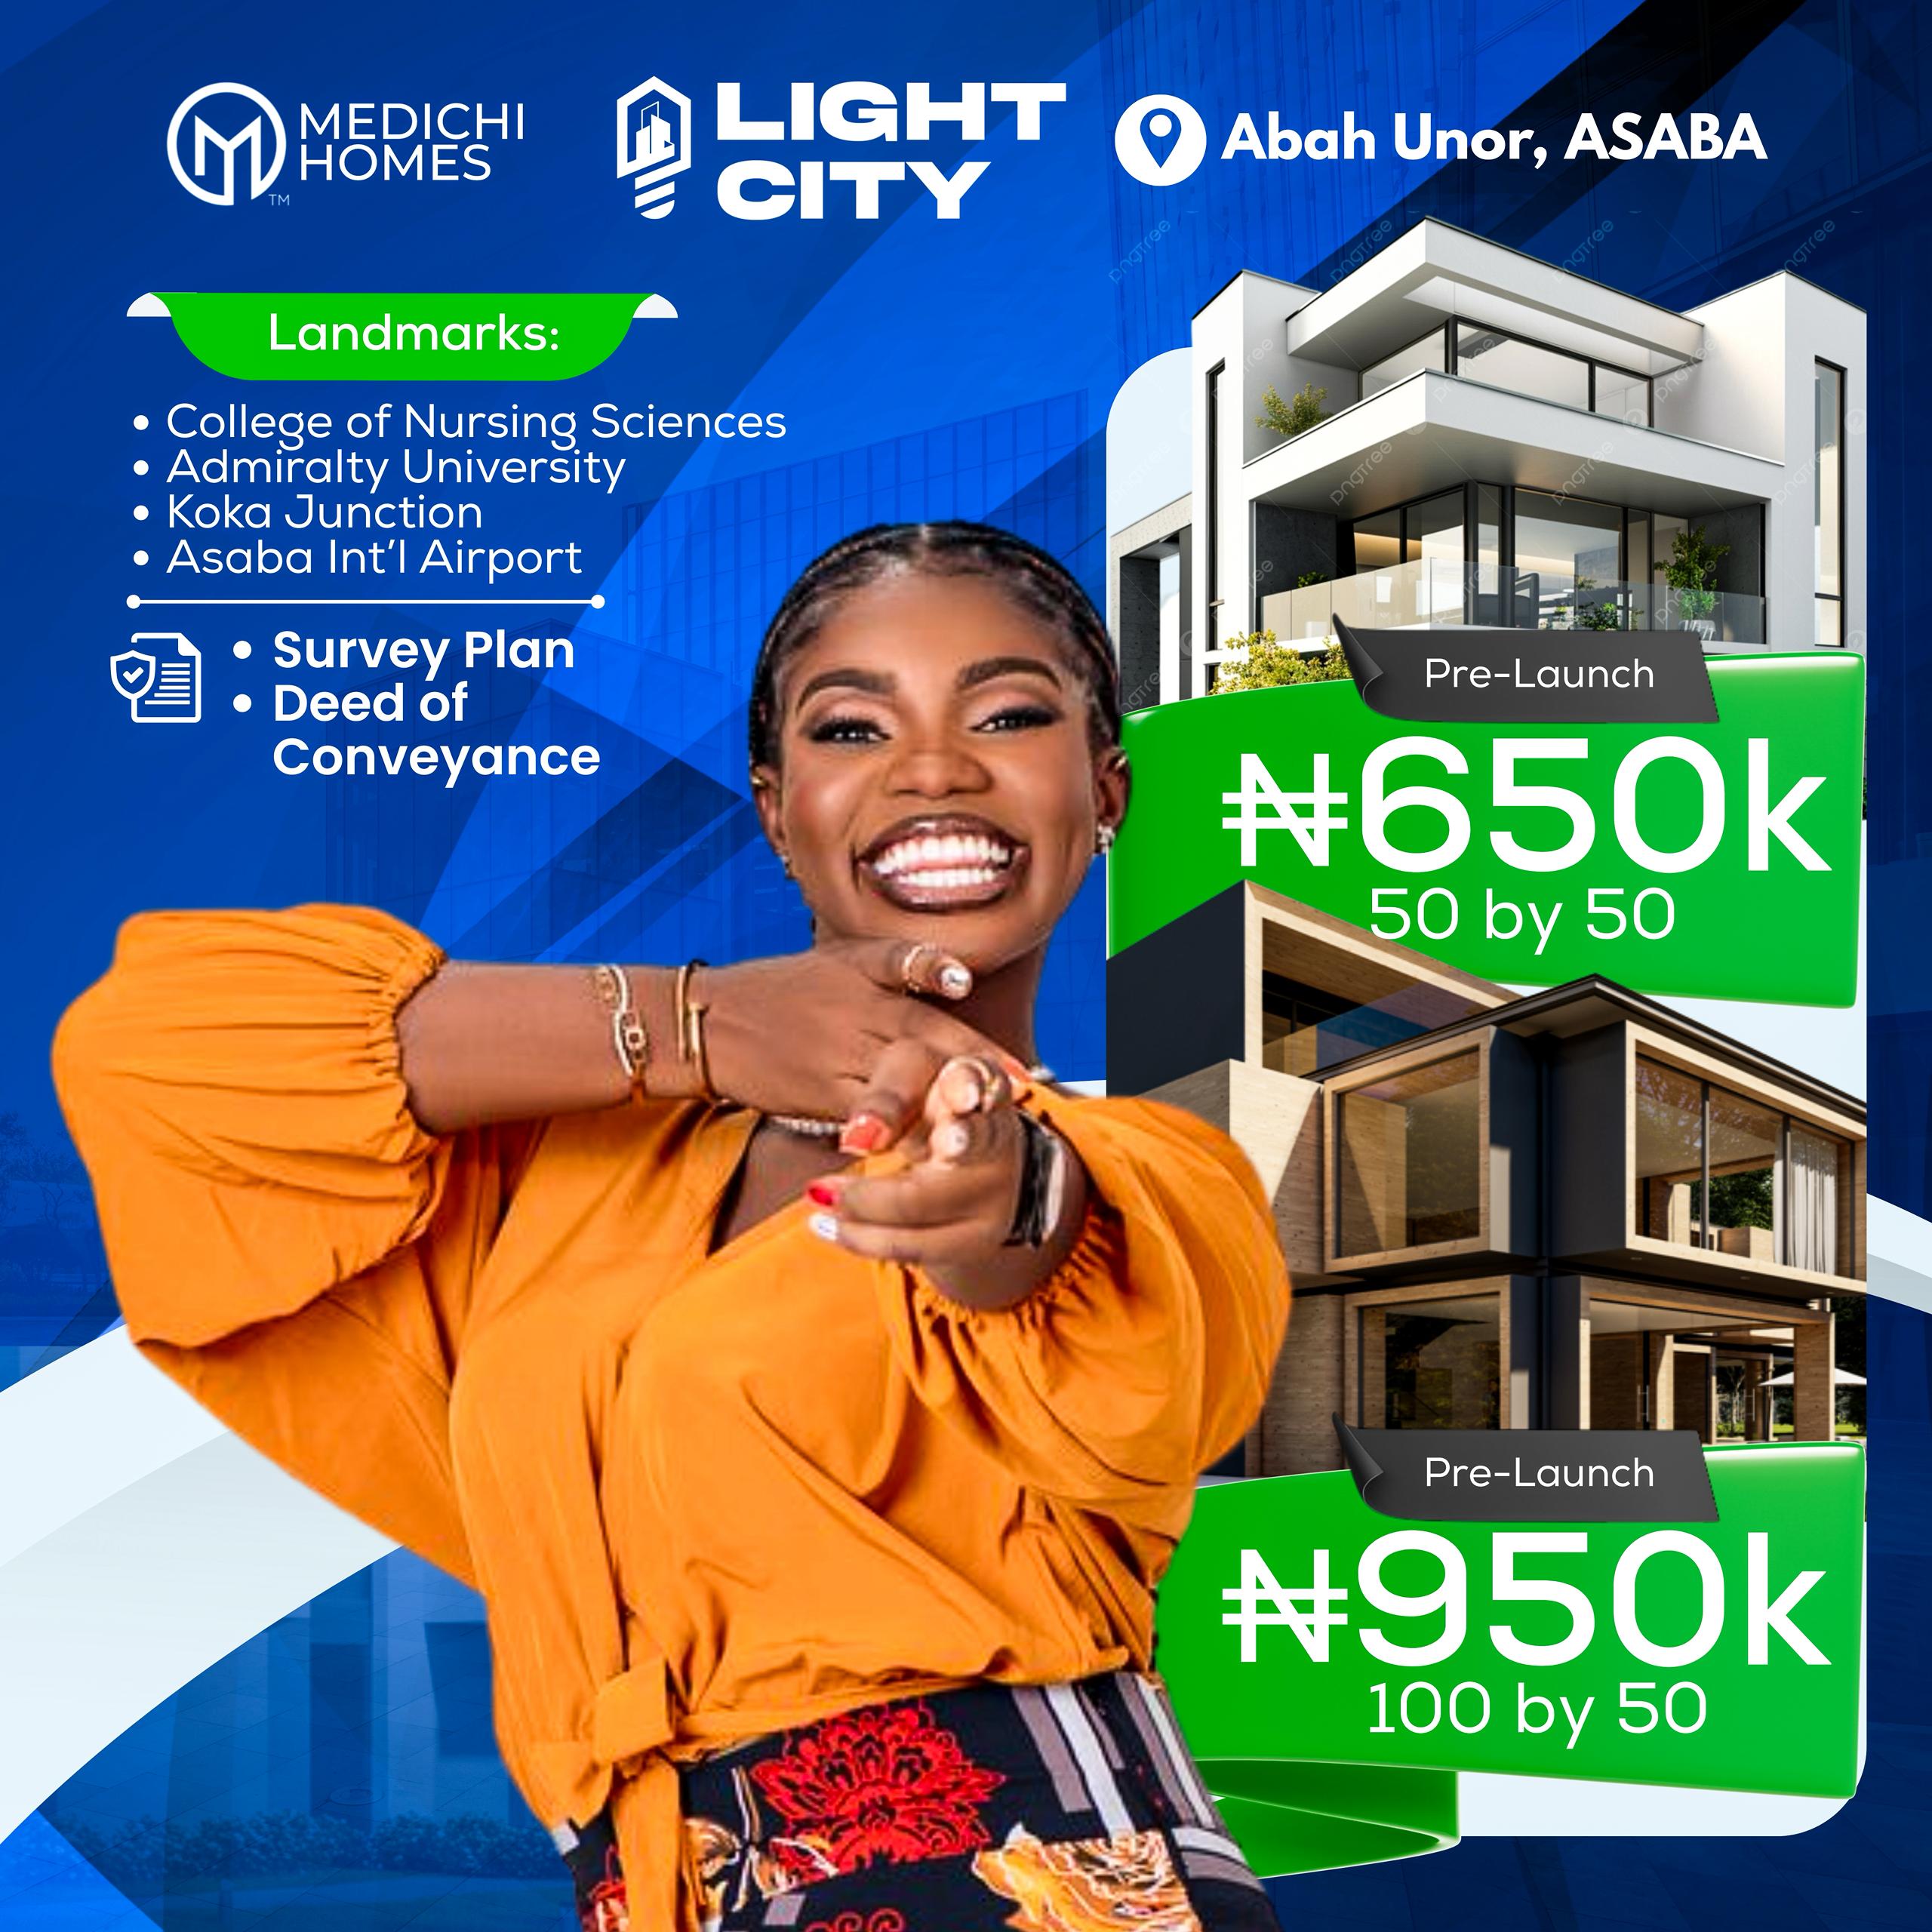 MEDICHI
HOMES
TM
LIGHT
CITY
Abah Unor, ASABA
Landmarks:
• College of Nursing Sciences
• Admiralty University
• Koka Junction
• Asaba Int'l Airport
• Survey Plan
• Deed of
Conveyance
pngtree
Pre-Launch
₦650k
50 by 50
Pre-Launch
₦950k
100 by 50